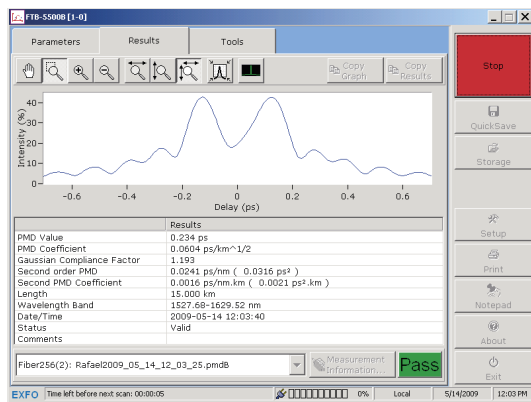 FTB-5500B [1-0]
Parameters
Results
Tools
Stop
Copy Graph
Copy Results
QuickSave
Storage
Setup
Print
Notepad
About
Exit
Intensity (%)
40
30
20
10
0
-0.6 -0.4 -0.2 0 0.2 0.4 0.6
Delay (ps)
Results
PMD Value 0.234 ps
PMD Coefficient 0.0604 ps/km^1/2
Gaussian Compliance Factor 1.193
Second order PMD 0.0241 ps/nm ( 0.0316 ps² )
Second PMD Coefficient 0.0016 ps/nm.km ( 0.0021 ps².km )
Length 15.000 km
Wavelength Band 1527.68-1629.52 nm
Date/Time 2009-05-14 12:03:40
Status Valid
Comments
Fiber256(2): Rafael2009_05_14_12_03_25.pmdB
Measurement Information...
Pass
EXFO Time left before next scan: 00:00:05 0% Local 5/14/2009 12:03 PM